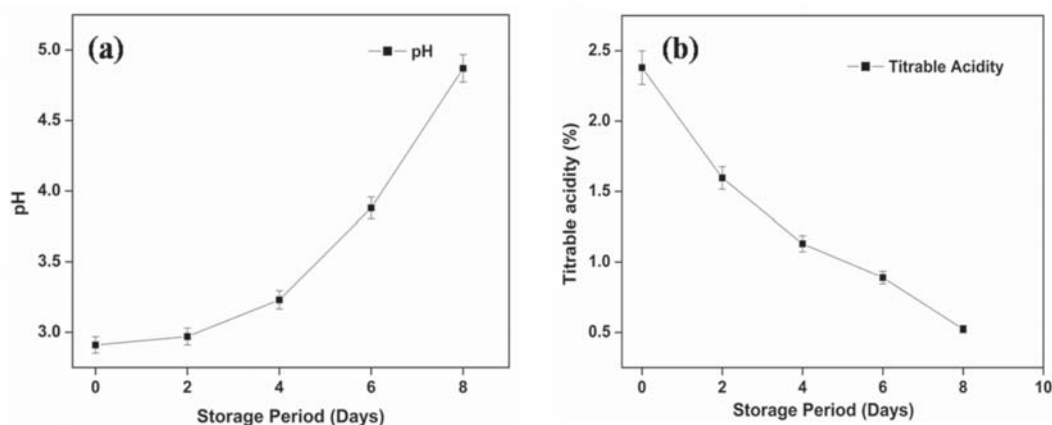 (a)
pH
5.0
4.5
4.0
3.5
3.0
pH
0 2 4 6 8
Storage Period (Days)
(b)
Titrable Acidity
2.5
2.0
1.5
1.0
0.5
Titrable acidity (%)
0 2 4 6 8 10
Storage Period (Days)